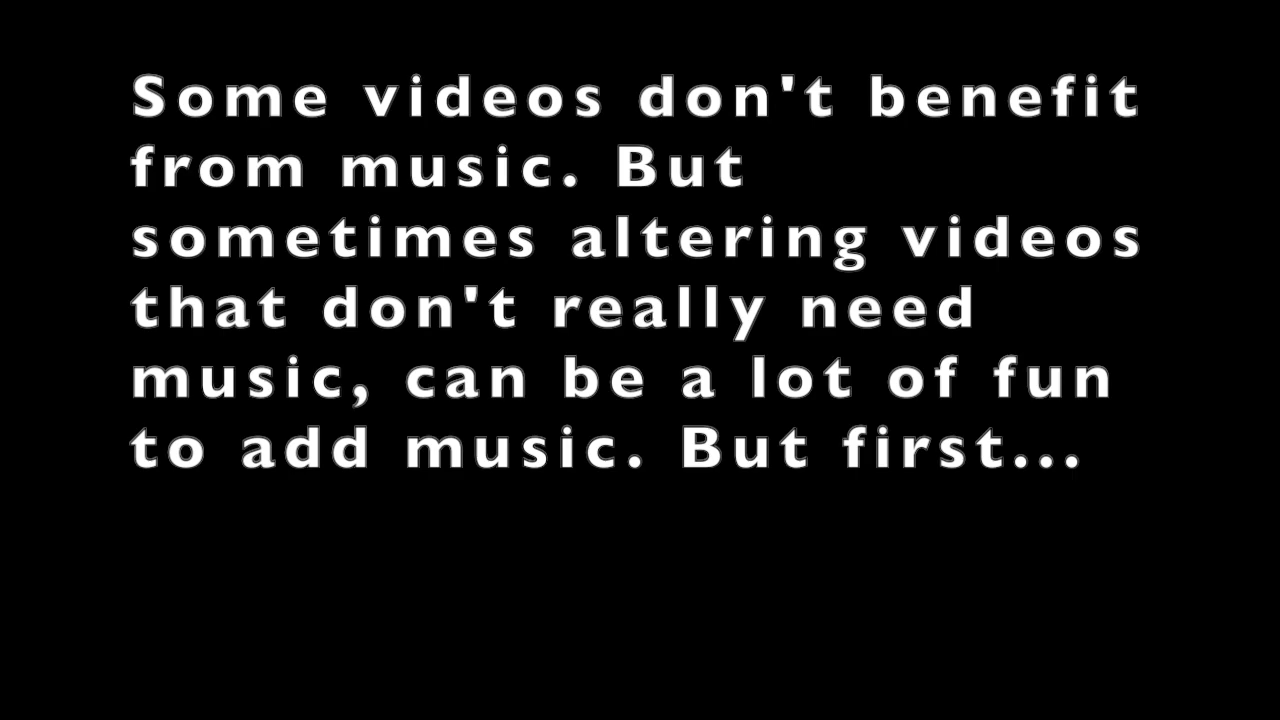 Some videos don't benefit
from music. But
sometimes altering videos
that don't really need
music, can be a lot of fun
to add music. But first...